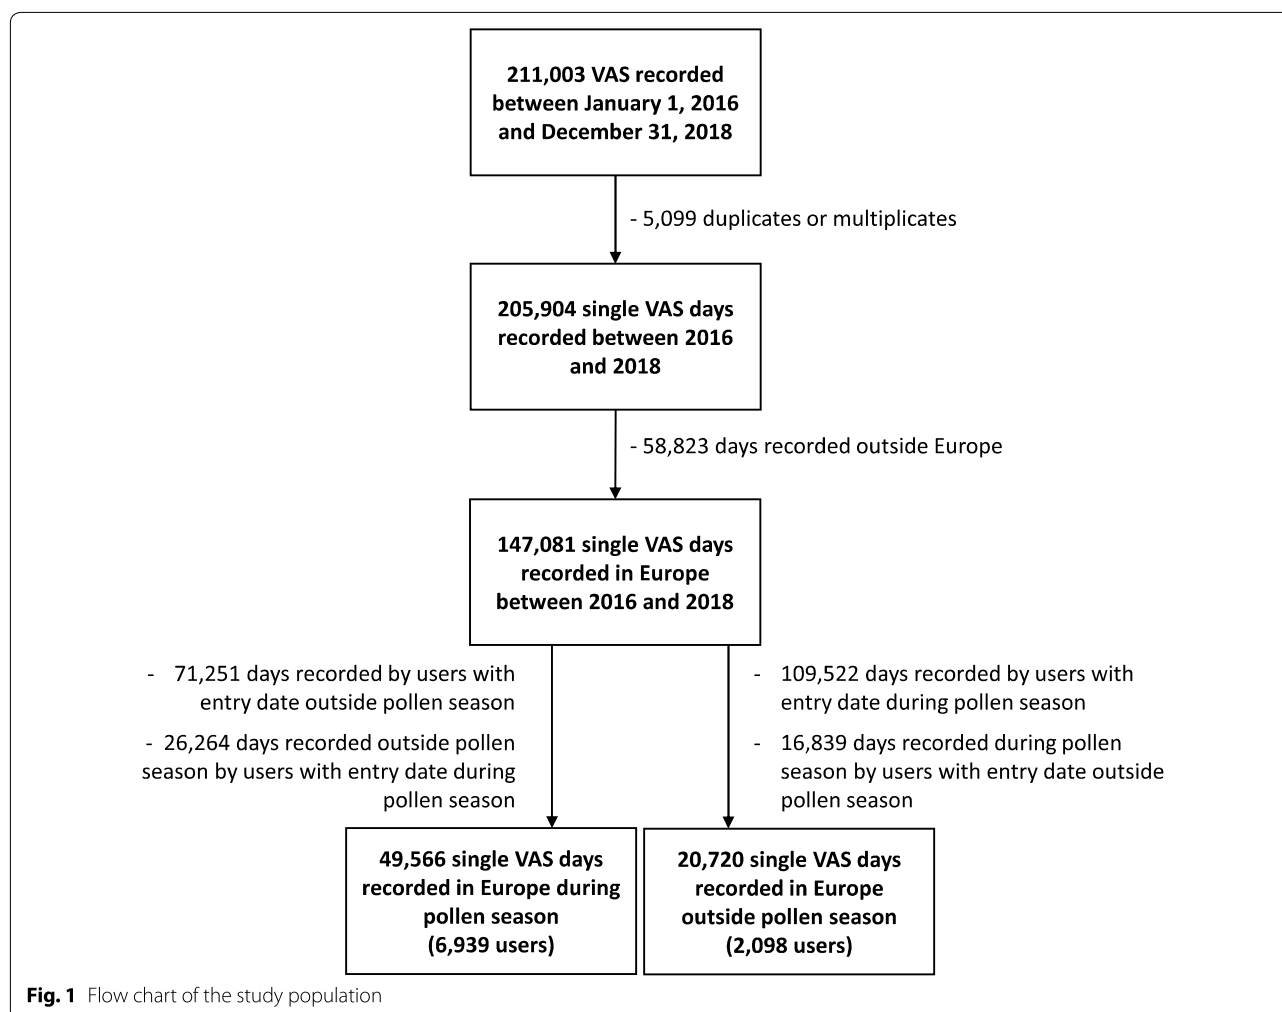 211,003 VAS recorded
between January 1, 2016
and December 31, 2018
- 5,099 duplicates or multiplicates
205,904 single VAS days
recorded between 2016
and 2018
- 58,823 days recorded outside Europe
147,081 single VAS days
recorded in Europe
between 2016 and 2018
- 71,251 days recorded by users with
entry date outside pollen season
- 26,264 days recorded outside pollen
season by users with entry date during
pollen season
- 109,522 days recorded by users with
entry date during pollen season
- 16,839 days recorded during pollen
season by users with entry date outside
pollen season
49,566 single VAS days
recorded in Europe during
pollen season
(6,939 users)
20,720 single VAS days
recorded in Europe
outside pollen season
(2,098 users)
Fig. 1 Flow chart of the study population